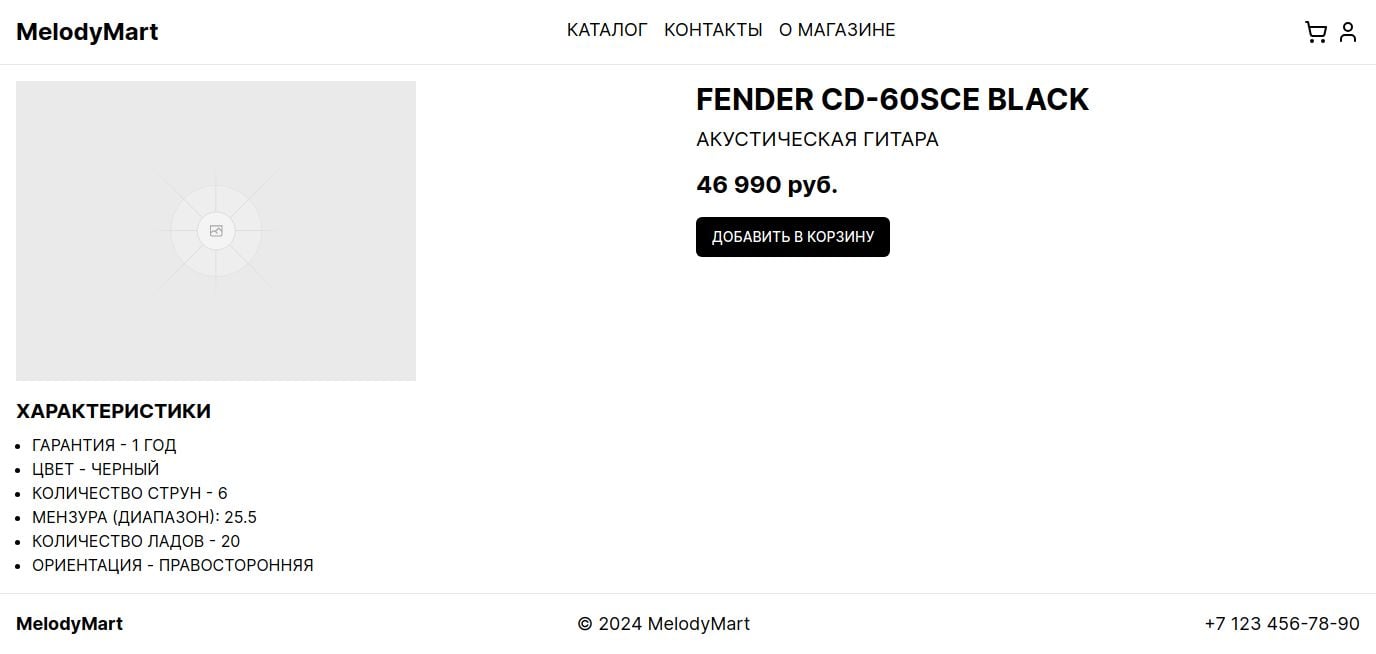 MelodyMart
КАТАЛОГ КОНТАКТЫ О МАГАЗИНЕ
FENDER CD-60SCE BLACK
АКУСТИЧЕСКАЯ ГИТАРА
46 990 руб.
ДОБАВИТЬ В КОРЗИНУ
ХАРАКТЕРИСТИКИ
ГАРАНТИЯ - 1 ГОД
ЦВЕТ - ЧЕРНЫЙ
КОЛИЧЕСТВО СТРУН - 6
МЕНЗУРА (ДИАПАЗОН): 25.5
КОЛИЧЕСТВО ЛАДОВ - 20
ОРИЕНТАЦИЯ - ПРАВОСТОРОННЯЯ
MelodyMart
© 2024 MelodyMart
+7 123 456-78-90